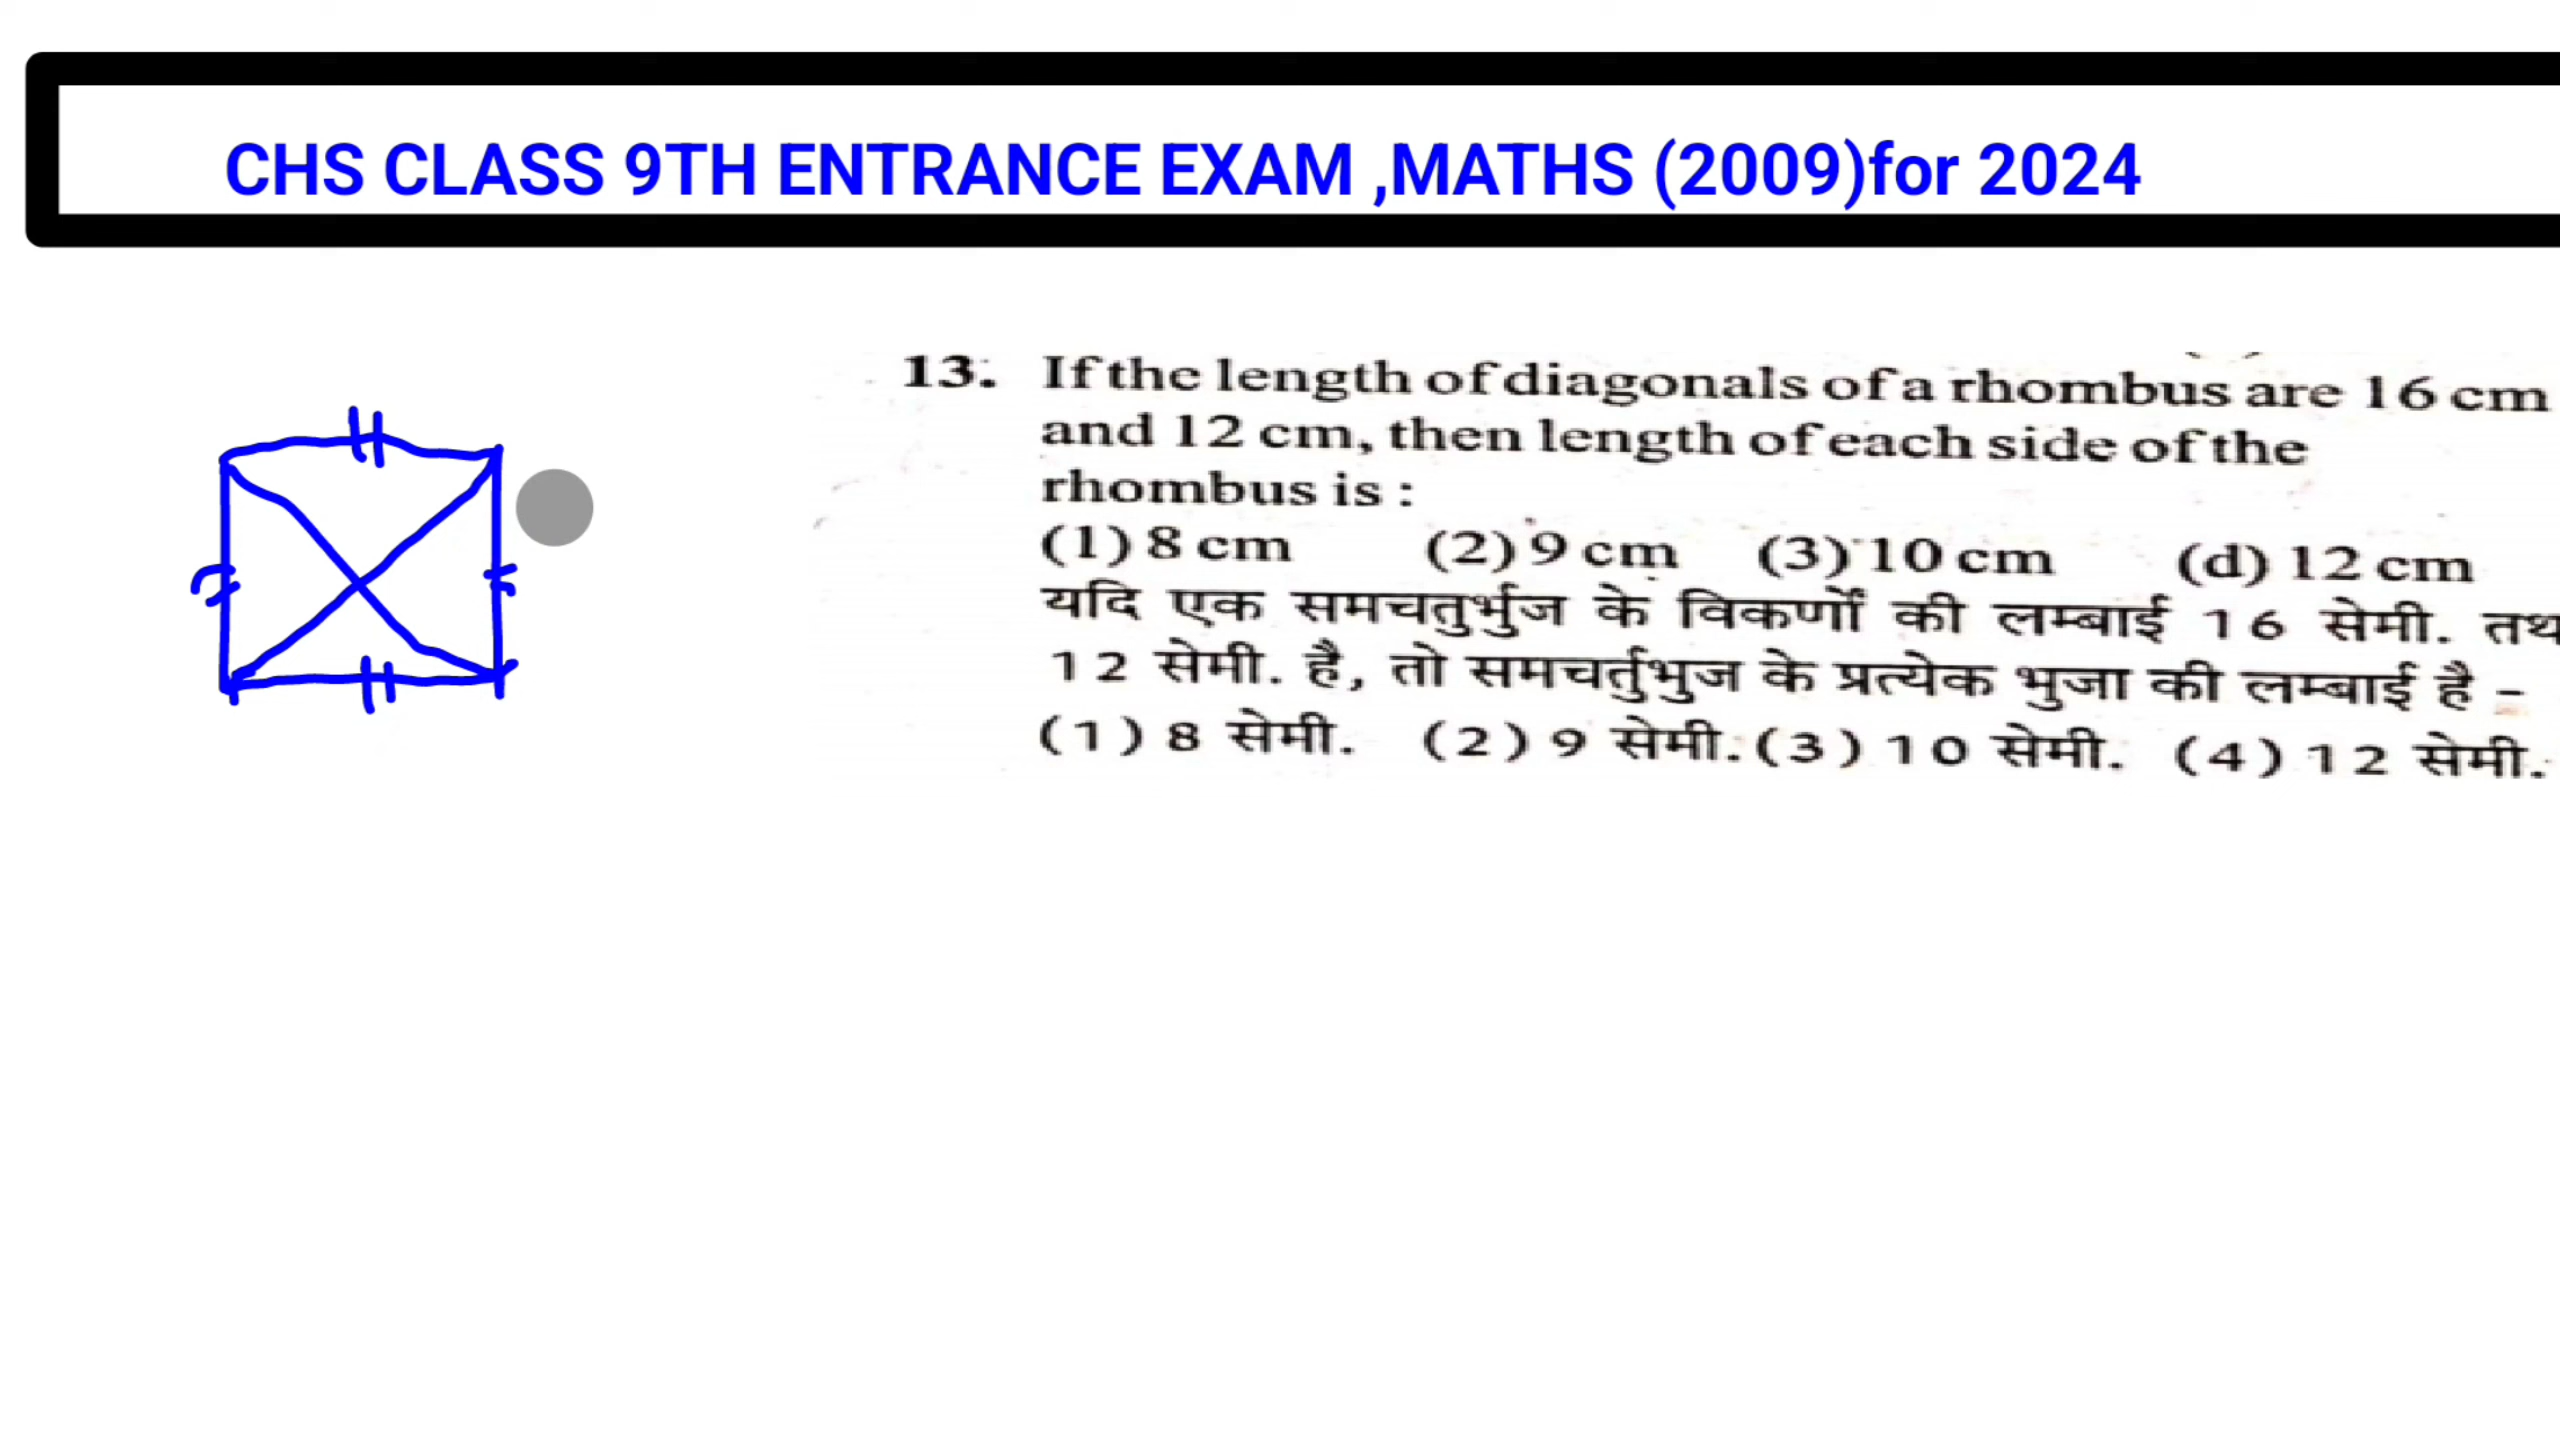 CHS CLASS 9TH ENTRANCE EXAM ,MATHS (2009)for 2024
13. If the length of diagonals of a rhombus are 16 cm
and 12 cm, then length of each side of the
rhombus is :
(1) 8 cm (2) 9 cm (3) 10 cm (d) 12 cm
यदि एक समचतुर्भुज के विकर्णों की लम्बाई 16 सेमी.
12 सेमी. है, तो समचर्तुभुज के प्रत्येक भुजा की लम्बाई है -
(1) 8 सेमी. (2) 9 सेमी. (3) 10 सेमी. (4) 12 सेमी.